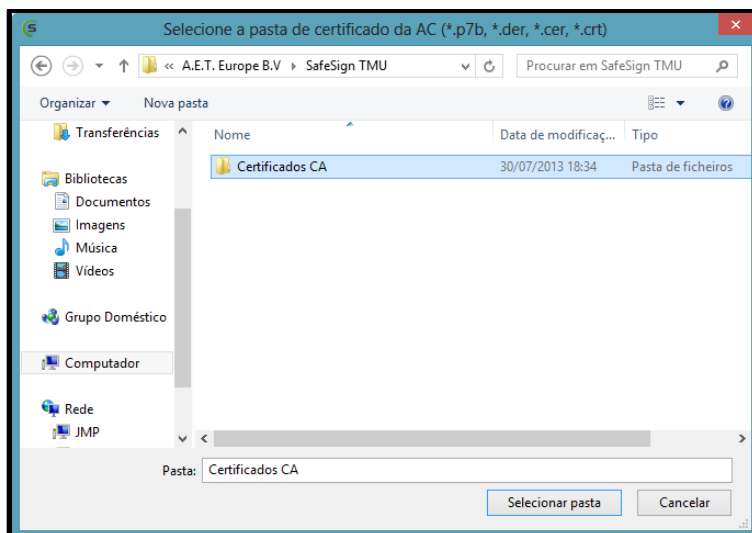 Selecione a pasta de certificado da AC (*.p7b, *.der, *.cer, *.crt)
« A.E.T. Europe B.V ▸ SafeSign TMU
Procurar em SafeSign TMU
Organizar ▾ Nova pasta
Transferências
Nome Data de modificaç... Tipo
Certificados CA 30/07/2013 18:34 Pasta de ficheiros
Bibliotecas
Documentos
Imagens
Música
Vídeos
Grupo Doméstico
Computador
Rede
JMP
Pasta: Certificados CA
Selecionar pasta Cancelar